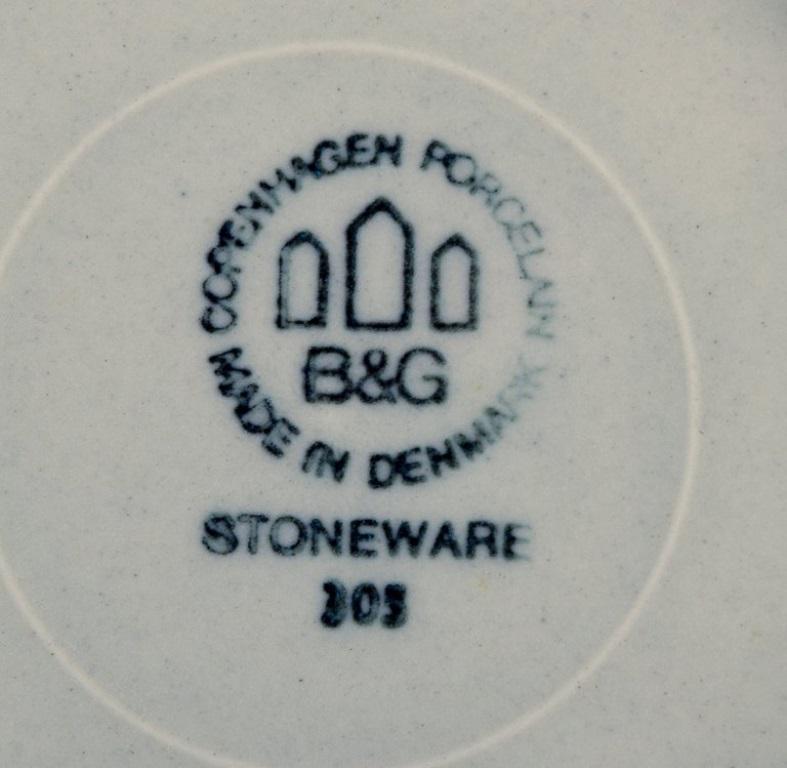 COPENHAGEN PORCELAIN
B&G
MADE IN DENMARK
STONEWARE
305